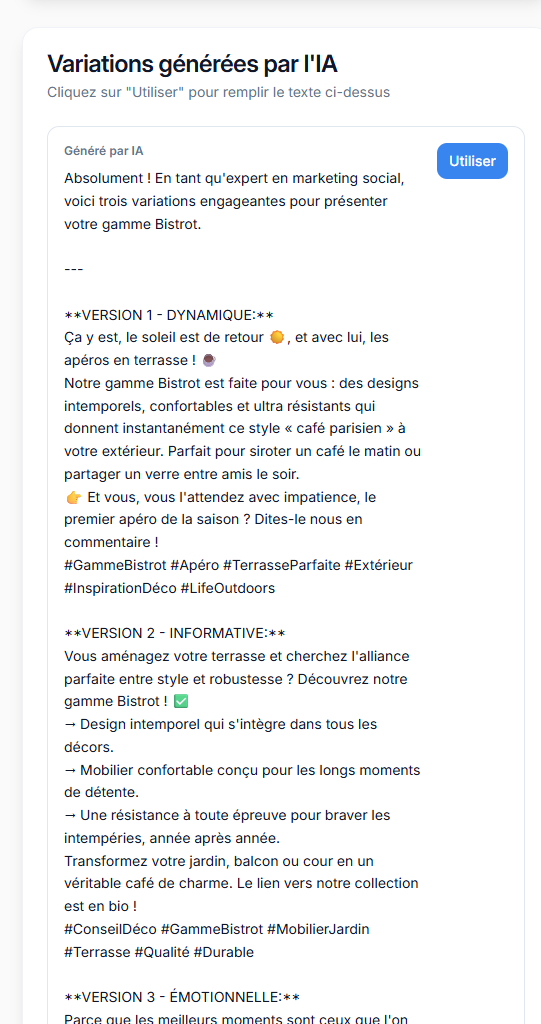 Variations générées par l'IA
Cliquez sur "Utiliser" pour remplir le texte ci-dessus
Généré par IA
Utiliser
Absolument ! En tant qu'expert en marketing social,
voici trois variations engageantes pour présenter
votre gamme Bistrot.
---
**VERSION 1 - DYNAMIQUE:**
Ça y est, le soleil est de retour 🌞, et avec lui, les
apéros en terrasse ! ☕
Notre gamme Bistrot est faite pour vous : des designs
intemporels, confortables et ultra résistants qui
donnent instantanément ce style « café parisien » à
votre extérieur. Parfait pour siroter un café le matin ou
partager un verre entre amis le soir.
👉 Et vous, vous l'attendez avec impatience, le
premier apéro de la saison ? Dites-le nous en
commentaire !
#GammeBistrot #Apéro #TerrasseParfaite #Extérieur
#InspirationDéco #LifeOutdoors
**VERSION 2 - INFORMATIVE:**
Vous aménagez votre terrasse et cherchez l'alliance
parfaite entre style et robustesse ? Découvrez notre
gamme Bistrot ! ✅
→ Design intemporel qui s'intègre dans tous les
décors.
→ Mobilier confortable conçu pour les longs moments
de détente.
→ Une résistance à toute épreuve pour braver les
intempéries, année après année.
Transformez votre jardin, balcon ou cour en un
véritable café de charme. Le lien vers notre collection
est en bio !
#ConseilDéco #GammeBistrot #MobilierJardin
#Terrasse #Qualité #Durable
**VERSION 3 - ÉMOTIONNELLE:**
Parce que les meilleurs moments sont ceux que l'on